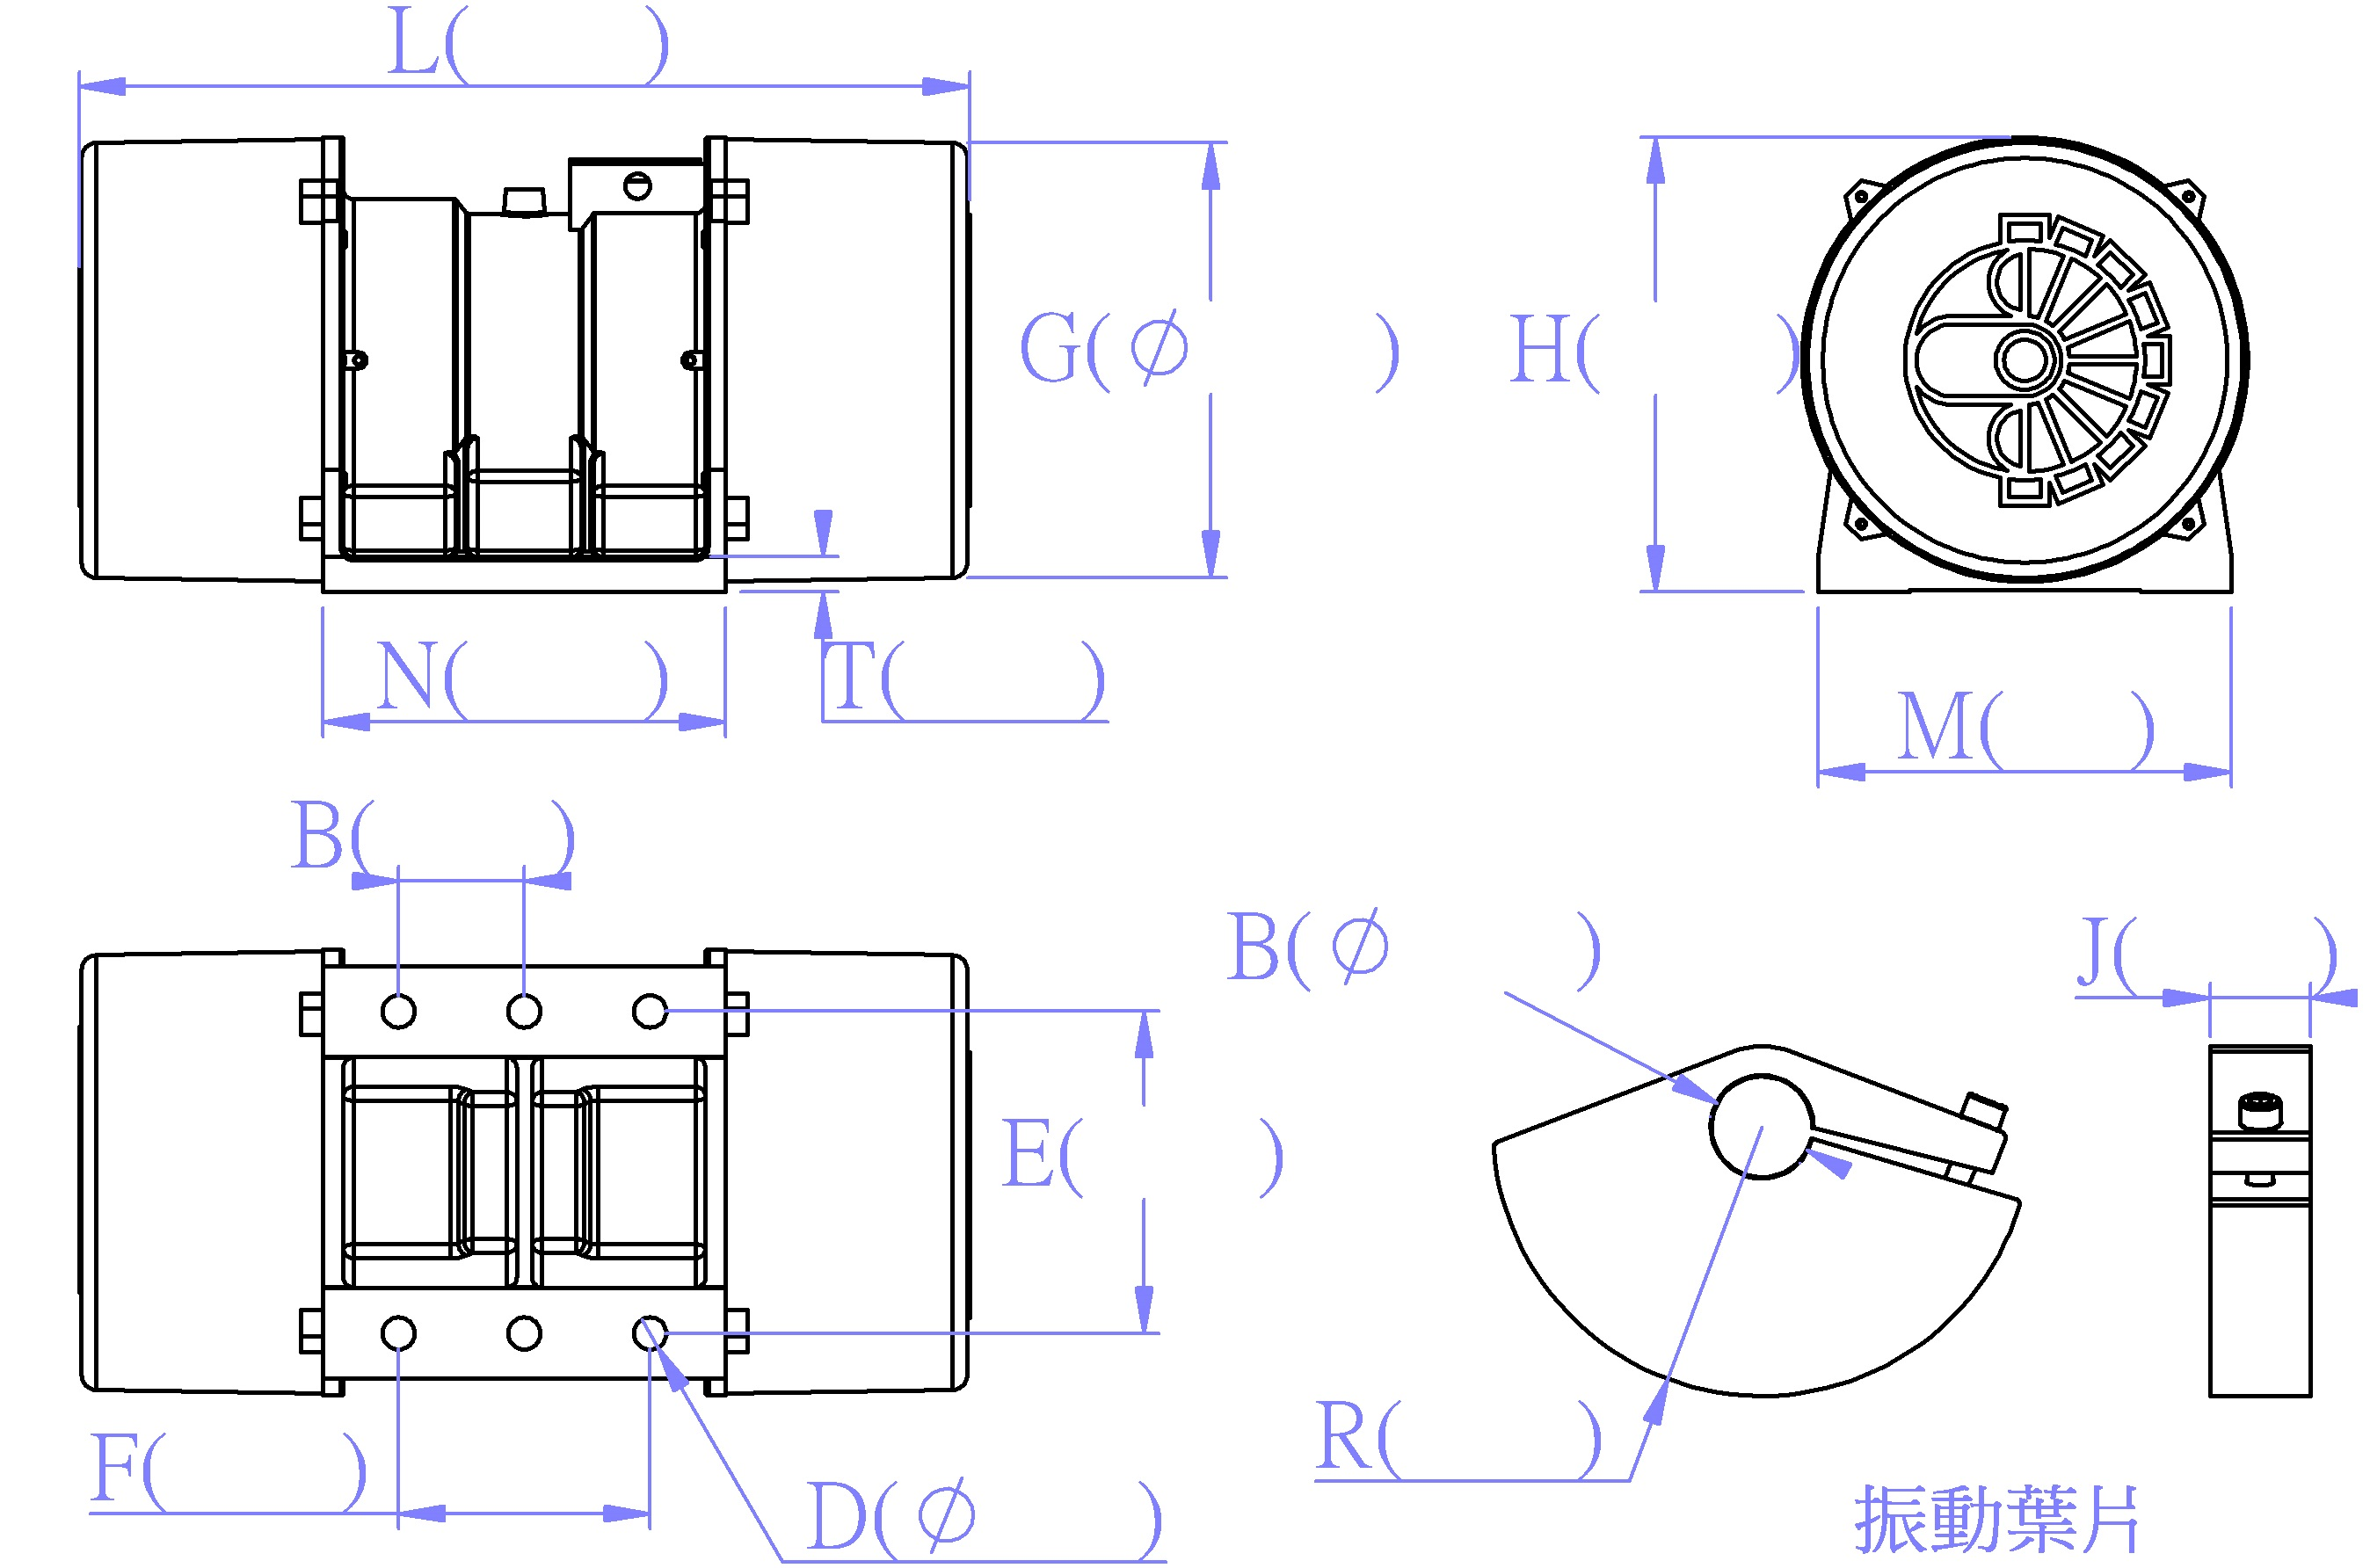 L( )
G(∅ )
H( )
N( )
T( )
M( )
B( )
B(∅ )
J( )
E( )
R( )
F( )
D(∅ )
振動葉片